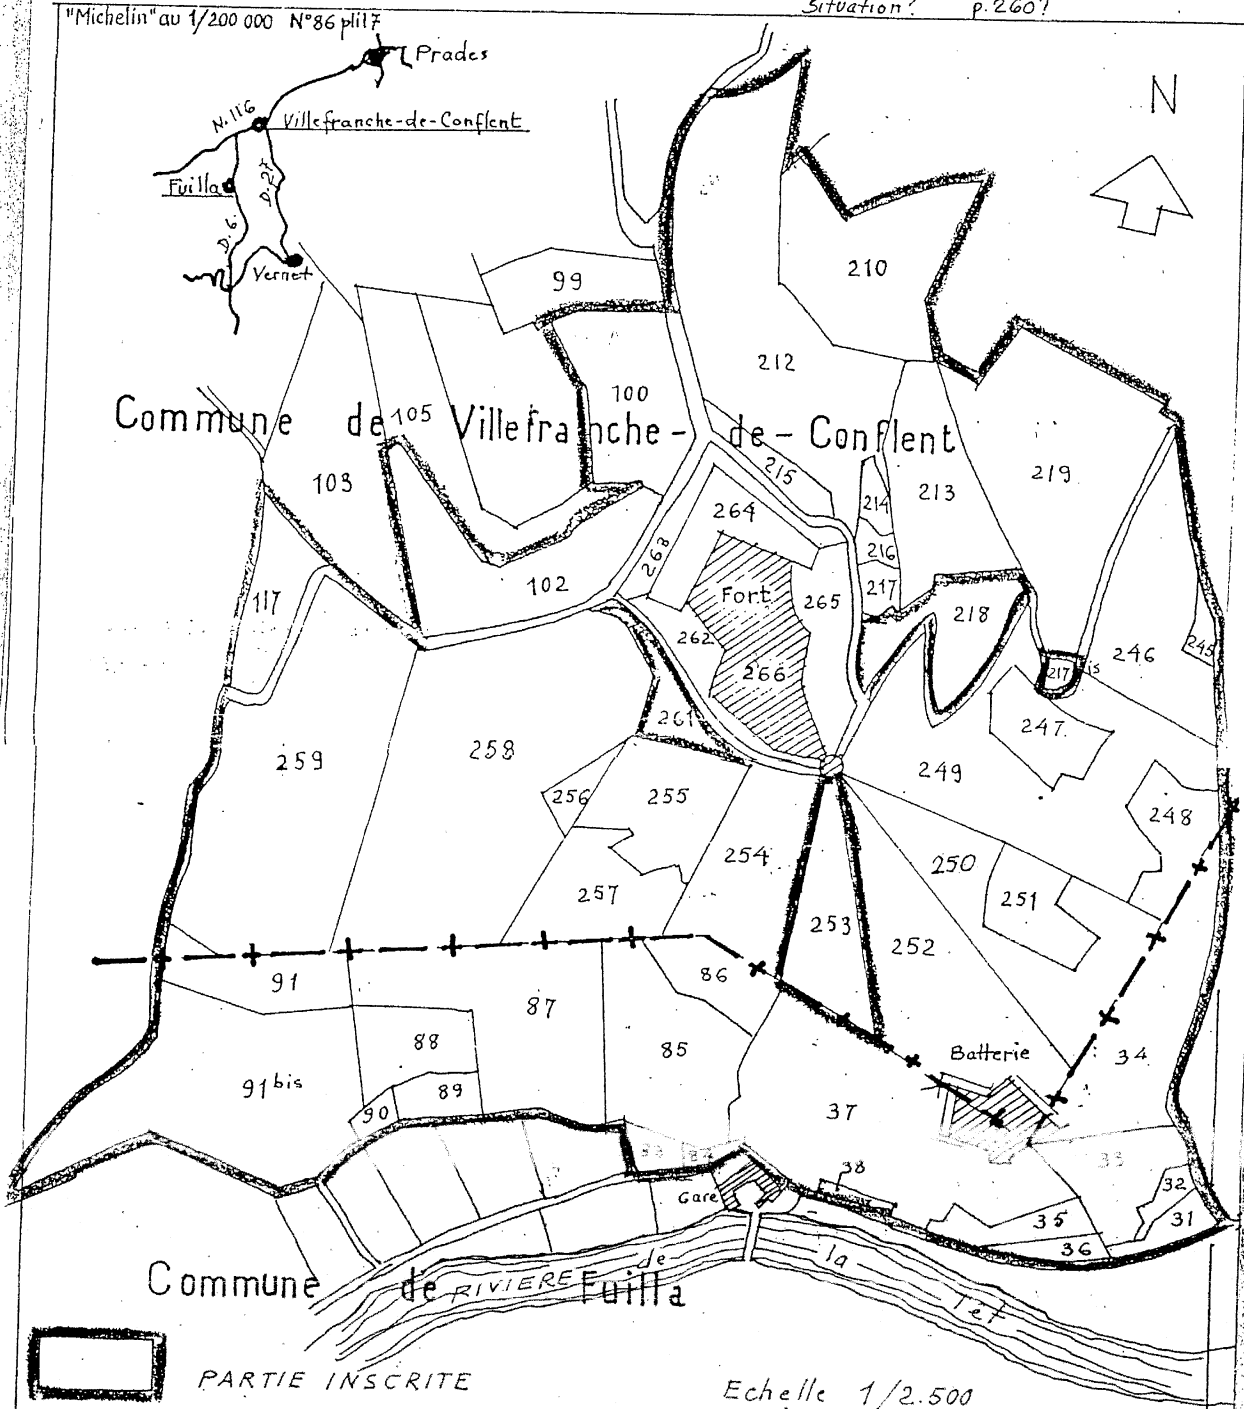 Situation? p.260?
"Michelin" au 1/200 000 N°86 pli17
Prades
N.116
Villefranche-de-Conflent
Fuilla
D.27
D.6
Vernet
N
99
210
212
100
Commune de Villefranche-de-Conflent
105
103
215
219
213
214
264
216
263
102
Fort
217
265
218
117
262
246
245
266
217 bis
261
247
259
258
249
256
255
248
254
250
257
251
253
252
91
86
87
88
85
Batterie
34
91 bis
89
90
37
33
38
32
Gare
35
31
36
Commune de Fuilla
RIVIERE de la Têt
PARTIE INSCRITE
Echelle 1/2.500